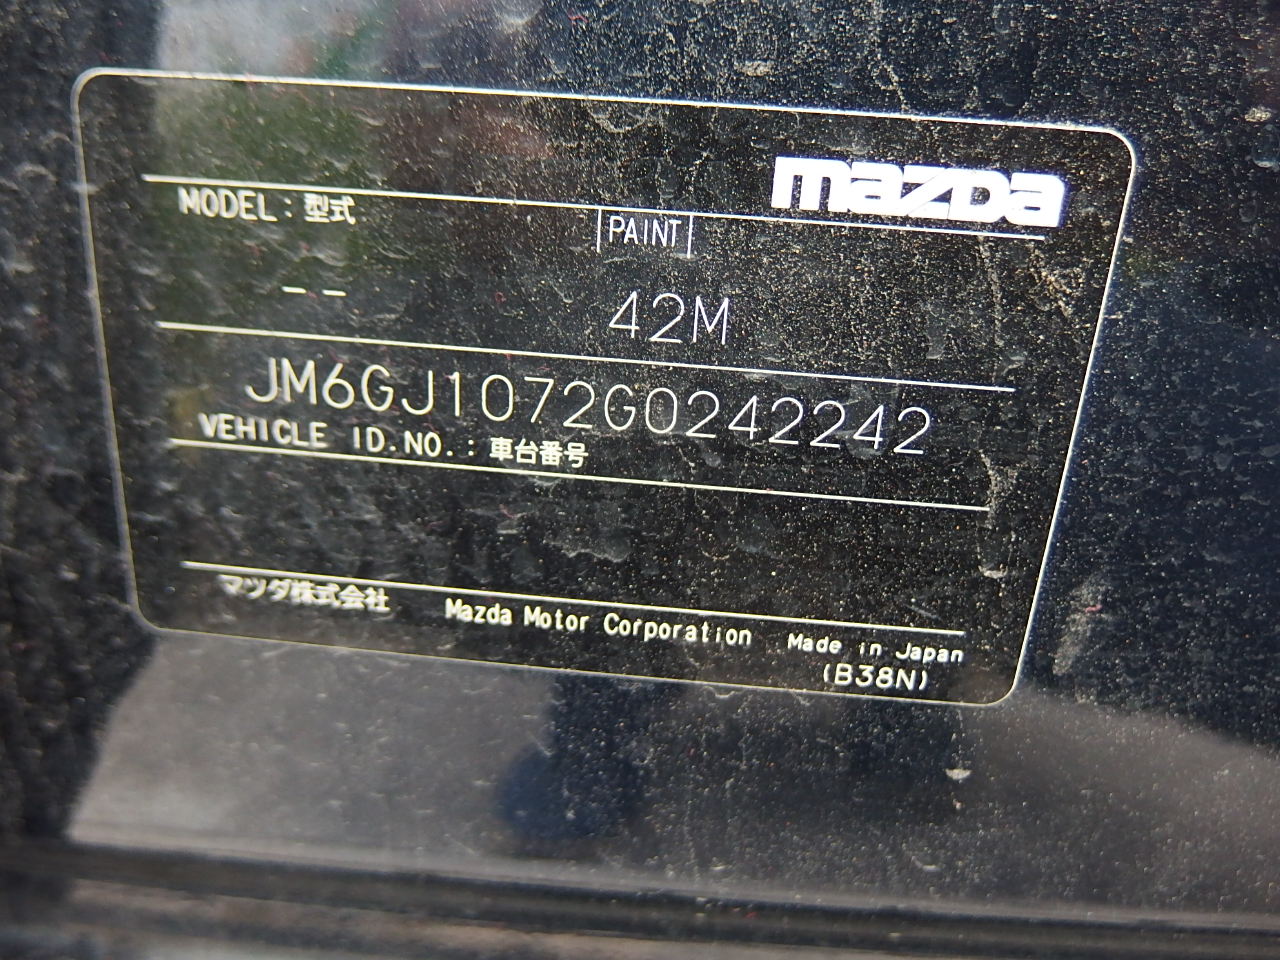 mazda
MODEL : 型式
PAINT
-- 42M
JM6GJ1072G0242242
VEHICLE ID.NO. : 車台番号
マツダ株式会社 Mazda Motor Corporation Made in Japan
(B38N)